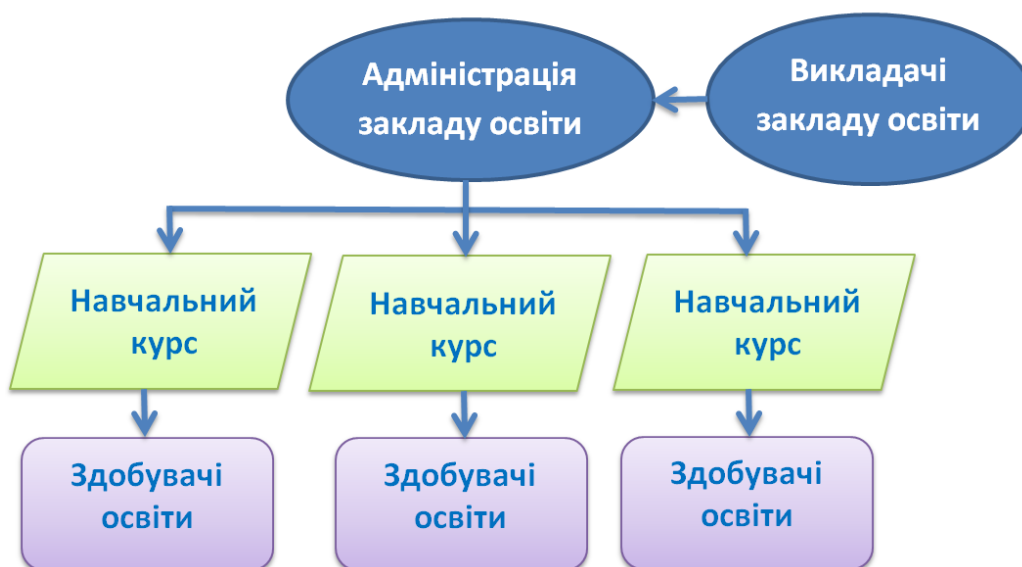 Адміністрація
закладу освіти
Викладачі
закладу освіти
Навчальний
курс
Навчальний
курс
Навчальний
курс
Здобувачі
освіти
Здобувачі
освіти
Здобувачі
освіти